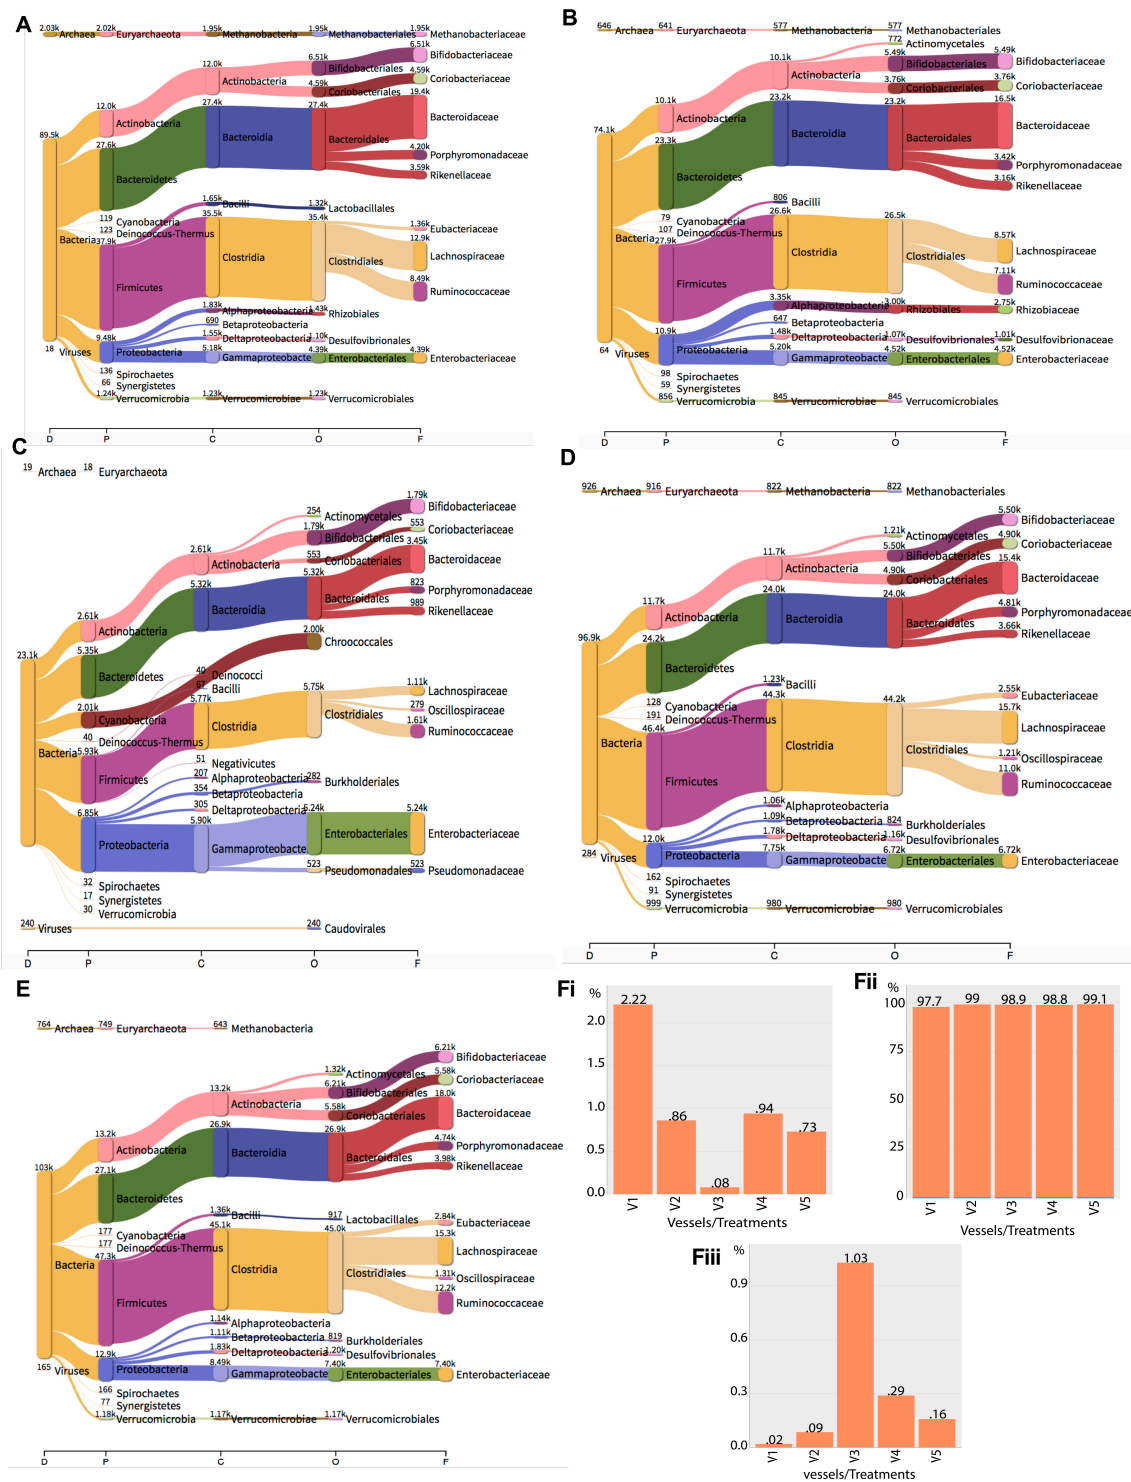 A
2.03k Archaea 2.02k Euryarchaeota 1.95k Methanobacteria 1.95k Methanobacteriales 1.95k Methanobacteriaceae
6.51k Bifidobacteriaceae
12.0k Actinobacteria 6.51k Bifidobacteriales 4.59k Coriobacteriaceae
4.59k Coriobacteriales
12.0k Actinobacteria 27.4k Bacteroidia 27.4k Bacteroidales 19.4k Bacteroidaceae
89.5k Bacteria 27.6k Bacteroidetes 4.20k Porphyromonadaceae
3.59k Rikenellaceae
1.65k Bacilli 1.32k Lactobacillales
119 Cyanobacteria
123 Deinococcus-Thermus
35.5k Clostridia 35.4k Clostridiales 1.36k Eubacteriaceae
37.9k Firmicutes 12.9k Lachnospiraceae
8.49k Ruminococcaceae
1.83k Alphaproteobacteria 1.43k Rhizobiales
690 Betaproteobacteria
1.55k Deltaproteobacteria 1.10k Desulfovibrionales
18 Viruses 9.48k Proteobacteria 5.18k Gammaproteobacte 4.39k Enterobacteriales 4.39k Enterobacteriaceae
136 Spirochaetes
66 Synergistetes
1.24k Verrucomicrobia 1.23k Verrucomicrobiae 1.23k Verrucomicrobiales
D P C O F
B
646 Archaea 641 Euryarchaeota 577 Methanobacteria 577 Methanobacteriales
772 Actinomycetales
10.1k Actinobacteria 5.49k Bifidobacteriales 5.49k Bifidobacteriaceae
3.76k Coriobacteriales 3.76k Coriobacteriaceae
10.1k Actinobacteria 23.2k Bacteroidia 23.2k Bacteroidales 16.5k Bacteroidaceae
74.1k Bacteria 23.3k Bacteroidetes 3.42k Porphyromonadaceae
3.16k Rikenellaceae
806 Bacilli
79 Cyanobacteria
107 Deinococcus-Thermus
26.6k Clostridia 26.5k Clostridiales
27.9k Firmicutes 8.57k Lachnospiraceae
7.11k Ruminococcaceae
3.35k Alphaproteobacteria 3.00k Rhizobiales 2.75k Rhizobiaceae
647 Betaproteobacteria
1.48k Deltaproteobacteria 1.07k Desulfovibrionales 1.01k Desulfovibrionaceae
64 Viruses 10.9k Proteobacteria 5.20k Gammaproteobacte 4.52k Enterobacteriales 4.52k Enterobacteriaceae
98 Spirochaetes
59 Synergistetes
856 Verrucomicrobia 845 Verrucomicrobiae 845 Verrucomicrobiales
D P C O F
C
19 Archaea 18 Euryarchaeota
1.79k Bifidobacteriaceae
254 Actinomycetales
2.61k Actinobacteria 1.79k Bifidobacteriales 553 Coriobacteriaceae
553 Coriobacteriales 3.45k Bacteroidaceae
5.32k Bacteroidia 5.32k Bacteroidales 823 Porphyromonadaceae
2.61k Actinobacteria 989 Rikenellaceae
2.00k Chroococcales
23.1k Bacteria 5.35k Bacteroidetes 40 Deinococci
67 Bacilli
2.01k Cyanobacteria 5.77k Clostridia 5.75k Clostridiales 1.11k Lachnospiraceae
40 Deinococcus-Thermus 279 Oscillospiraceae
5.93k Firmicutes 1.61k Ruminococcaceae
51 Negativicutes
207 Alphaproteobacteria 282 Burkholderiales
354 Betaproteobacteria
305 Deltaproteobacteria
6.85k Proteobacteria 5.90k Gammaproteobacte 5.24k Enterobacteriales 5.24k Enterobacteriaceae
523 Pseudomonadales 523 Pseudomonadaceae
32 Spirochaetes
17 Synergistetes
30 Verrucomicrobia
240 Viruses 240 Caudovirales
D P C O F
D
926 Archaea 916 Euryarchaeota 822 Methanobacteria 822 Methanobacteriales
5.50k Bifidobacteriaceae
1.21k Actinomycetales
11.7k Actinobacteria 5.50k Bifidobacteriales 4.90k Coriobacteriaceae
4.90k Coriobacteriales 15.4k Bacteroidaceae
11.7k Actinobacteria 24.0k Bacteroidia 24.0k Bacteroidales 4.81k Porphyromonadaceae
3.66k Rikenellaceae
96.9k Bacteria 24.2k Bacteroidetes
1.23k Bacilli
128 Cyanobacteria
191 Deinococcus-Thermus
44.3k Clostridia 44.2k Clostridiales 2.55k Eubacteriaceae
46.4k Firmicutes 15.7k Lachnospiraceae
1.21k Oscillospiraceae
11.0k Ruminococcaceae
1.06k Alphaproteobacteria
1.09k Betaproteobacteria 824 Burkholderiales
1.78k Deltaproteobacteria 1.16k Desulfovibrionales
284 Viruses 12.0k Proteobacteria 7.75k Gammaproteobacte 6.72k Enterobacteriales 6.72k Enterobacteriaceae
162 Spirochaetes
91 Synergistetes
999 Verrucomicrobia 980 Verrucomicrobiae 980 Verrucomicrobiales
D P C O F
E
764 Archaea 749 Euryarchaeota 643 Methanobacteria
6.21k Bifidobacteriaceae
1.32k Actinomycetales
13.2k Actinobacteria 6.21k Bifidobacteriales 5.58k Coriobacteriaceae
5.58k Coriobacteriales 18.0k Bacteroidaceae
13.2k Actinobacteria 26.9k Bacteroidia 26.9k Bacteroidales 4.74k Porphyromonadaceae
3.98k Rikenellaceae
103k Bacteria 27.1k Bacteroidetes
1.36k Bacilli 917 Lactobacillales
177 Cyanobacteria
177 Deinococcus-Thermus
45.1k Clostridia 45.0k Clostridiales 2.84k Eubacteriaceae
47.3k Firmicutes 15.3k Lachnospiraceae
1.31k Oscillospiraceae
12.2k Ruminococcaceae
1.14k Alphaproteobacteria
1.11k Betaproteobacteria 819 Burkholderiales
1.83k Deltaproteobacteria 1.20k Desulfovibrionales
165 Viruses 12.9k Proteobacteria 8.49k Gammaproteobacte 7.40k Enterobacteriales 7.40k Enterobacteriaceae
166 Spirochaetes
77 Synergistetes
1.18k Verrucomicrobia 1.17k Verrucomicrobiae 1.17k Verrucomicrobiales
D P C O F
Fi
%
2.0
1.5
1.0
0.5
0.0
2.22 .86 .08 .94 .73
V1 V2 V3 V4 V5
Vessels/Treatments
Fii
%
100
75
50
25
0
97.7 99 98.9 98.8 99.1
V1 V2 V3 V4 V5
Vessels/Treatments
Fiii
%
0.9
0.6
0.3
0.0
.02 .09 1.03 .29 .16
V1 V2 V3 V4 V5
vessels/Treatments